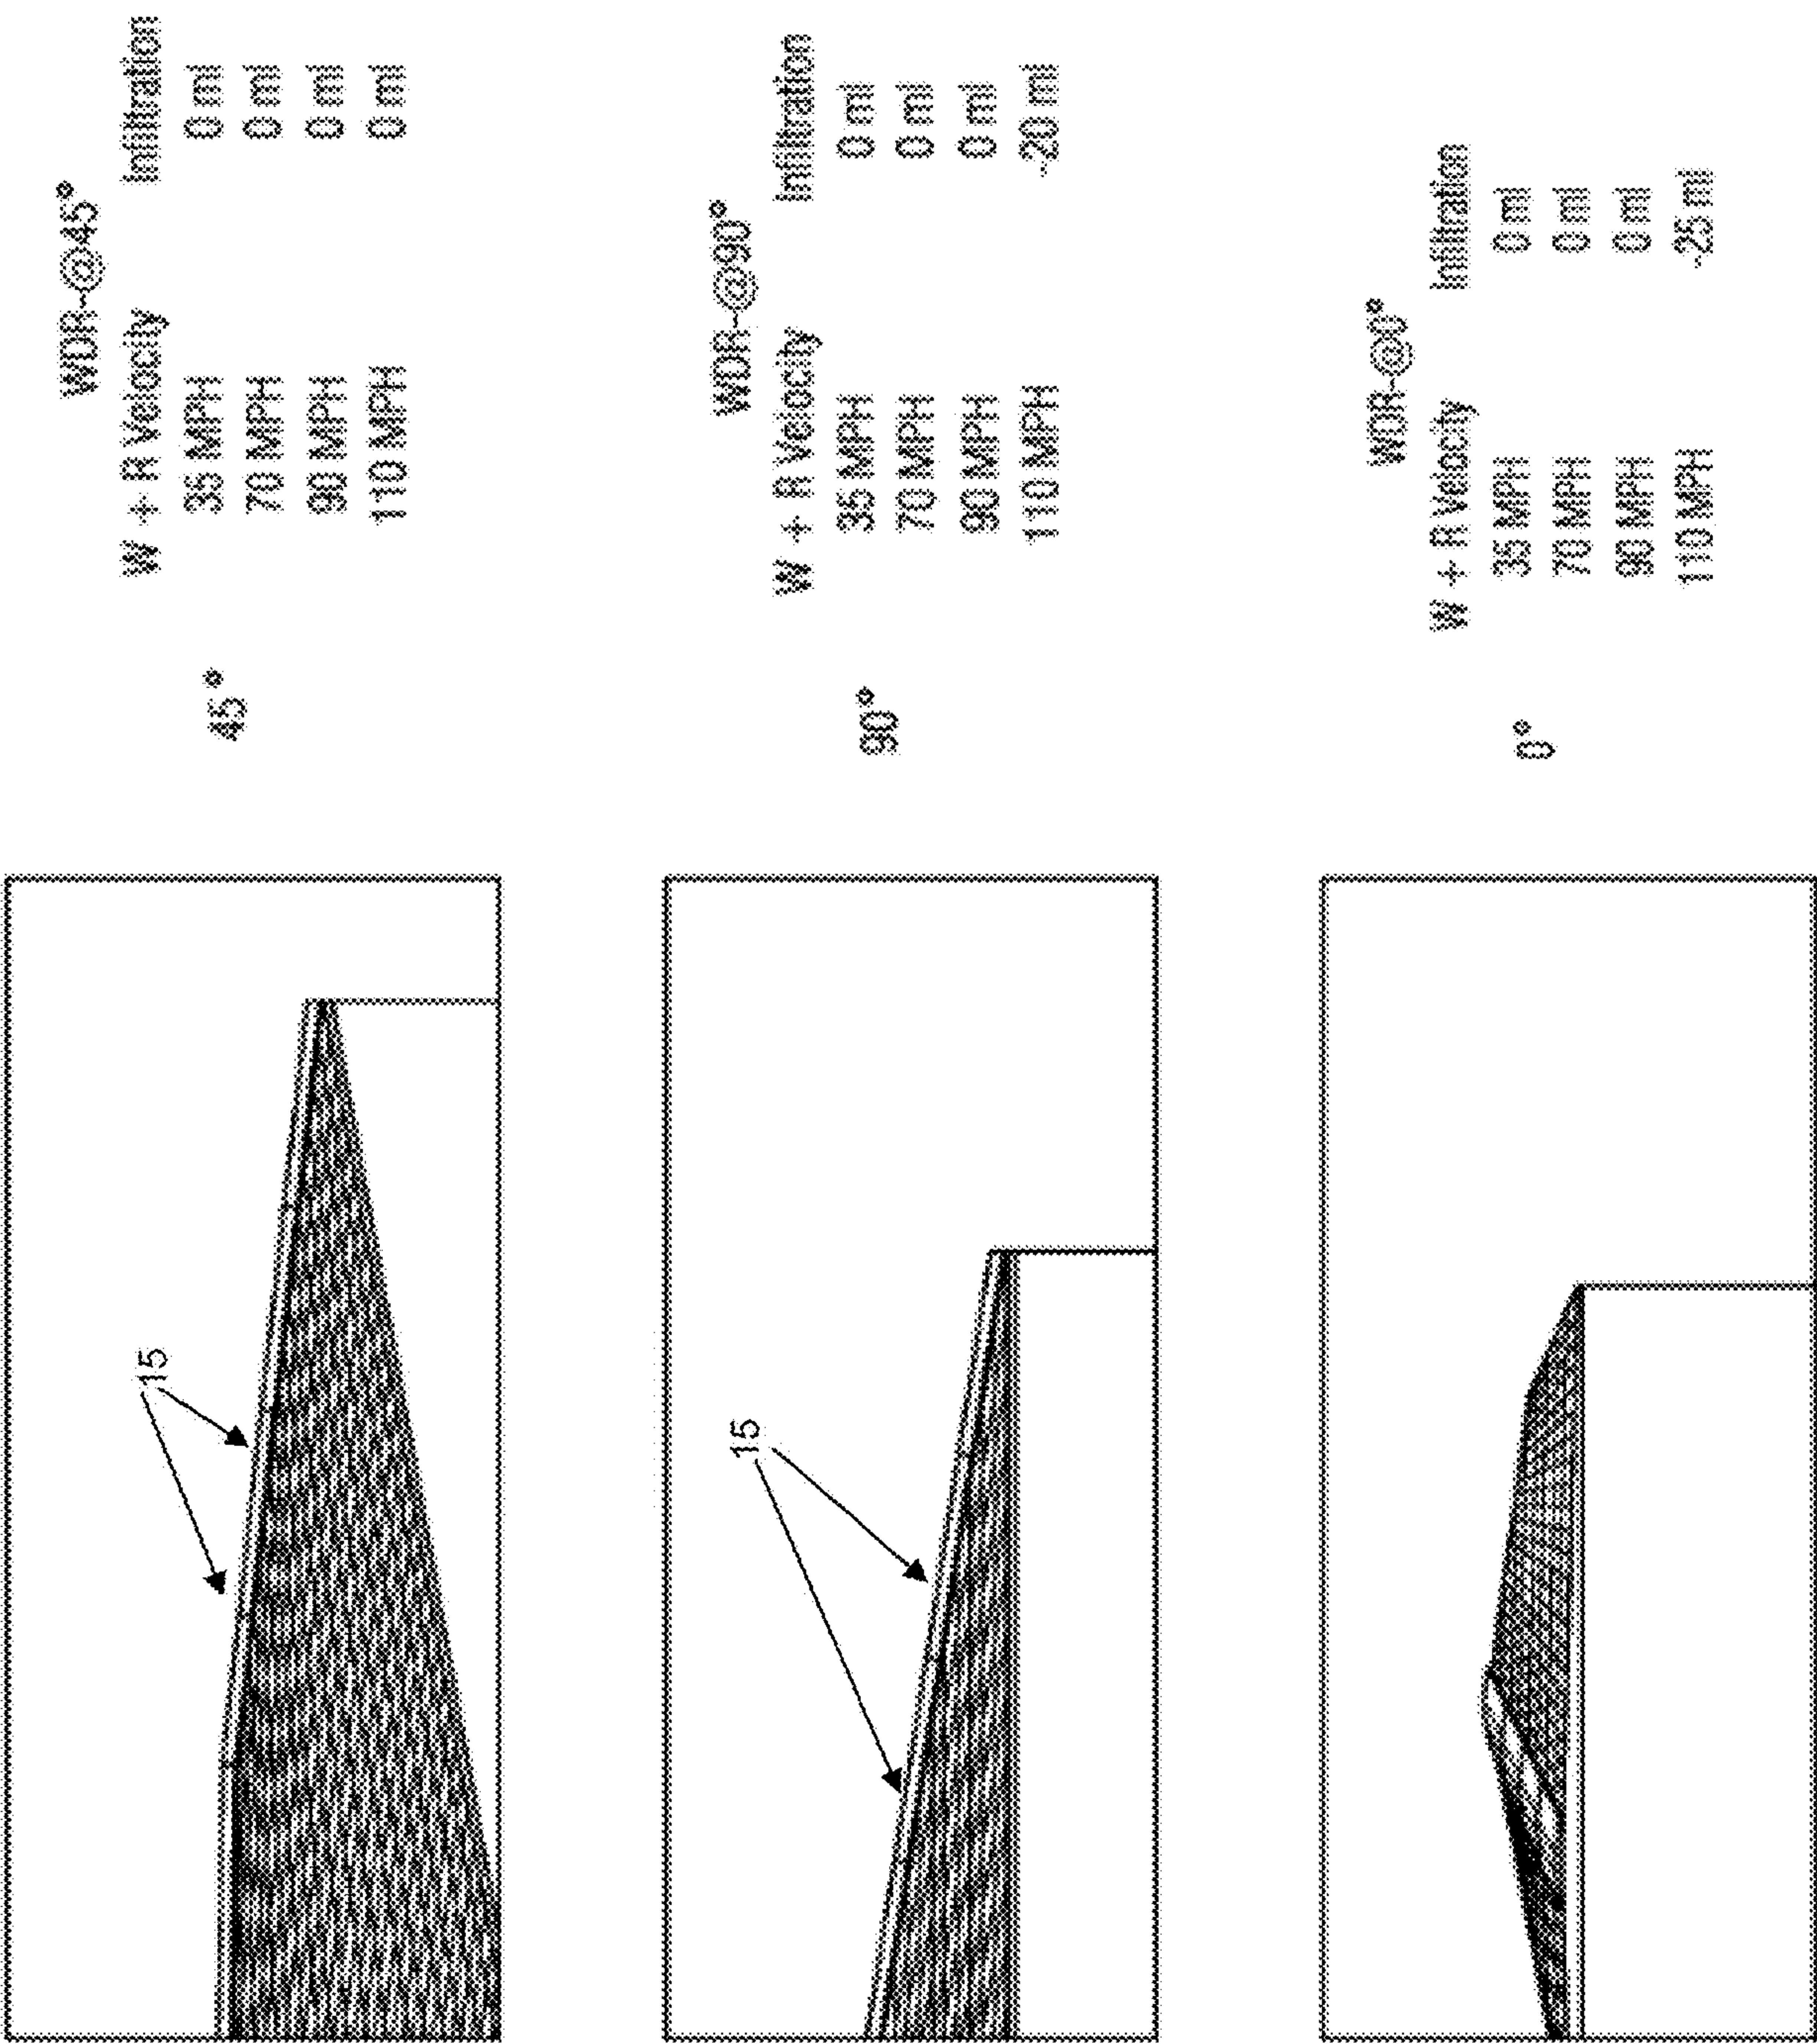 WDR-@45°
W + R Velocity Infiltration
35 MPH 0 ml
70 MPH 0 ml
90 MPH 0 ml
110 MPH 0 ml
45°
15
WDR-@90°
W + R Velocity Infiltration
35 MPH 0 ml
70 MPH 0 ml
90 MPH 0 ml
110 MPH ~20 ml
90°
15
WDR-@0°
W + R Velocity Infiltration
35 MPH 0 ml
70 MPH 0 ml
90 MPH 0 ml
110 MPH ~25 ml
0°